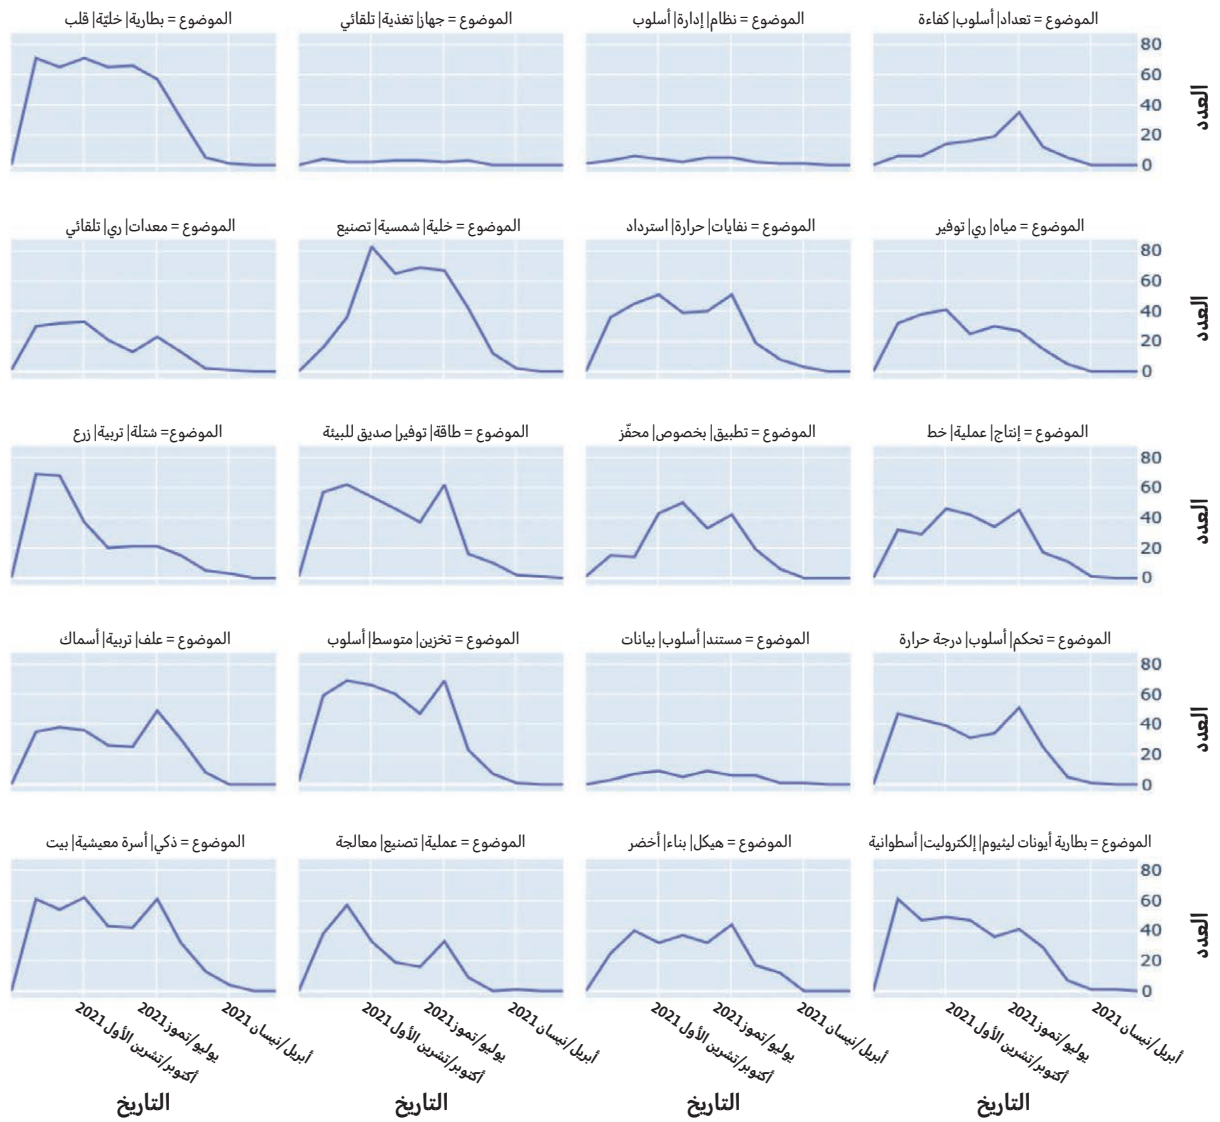 الموضوع = تعداد|أسلوب|كفاءة
الموضوع = نظام|إدارة|أسلوب
الموضوع = جهاز|تغذية|تلقائي
الموضوع = بطارية|خليّة|قلب
80
60
40
20
0
العدد
الموضوع = مياه|ري|توفير
الموضوع = نفايات|حرارة|استرداد
الموضوع = خلية|شمسية|تصنيع
الموضوع = معدات|ري|تلقائي
80
60
40
20
0
العدد
الموضوع = إنتاج|عملية|خط
الموضوع = تطبيق|بخصوص|محفّز
الموضوع = طاقة|توفير|صديق للبيئة
الموضوع= شتلة|تربية|زرع
80
60
40
20
0
العدد
الموضوع = تحكم|أسلوب|درجة حرارة
الموضوع = مستند|أسلوب|بيانات
الموضوع = تخزين|متوسط|أسلوب
الموضوع = علف|تربية|أسماك
80
60
40
20
0
العدد
الموضوع = بطارية أيونات ليثيوم|إلكتروليت|أسطوانية
الموضوع = هيكل|بناء|أخضر
الموضوع = عملية|تصنيع|معالجة
الموضوع = ذكي|أسرة معيشية|بيت
80
60
40
20
0
العدد
أبريل/نيسان 2021
يوليو/تموز 2021
أكتوبر/تشرين الأول 2021
أبريل/نيسان 2021
يوليو/تموز 2021
أكتوبر/تشرين الأول 2021
أبريل/نيسان 2021
يوليو/تموز 2021
أكتوبر/تشرين الأول 2021
أبريل/نيسان 2021
يوليو/تموز 2021
أكتوبر/تشرين الأول 2021
التاريخ
التاريخ
التاريخ
التاريخ